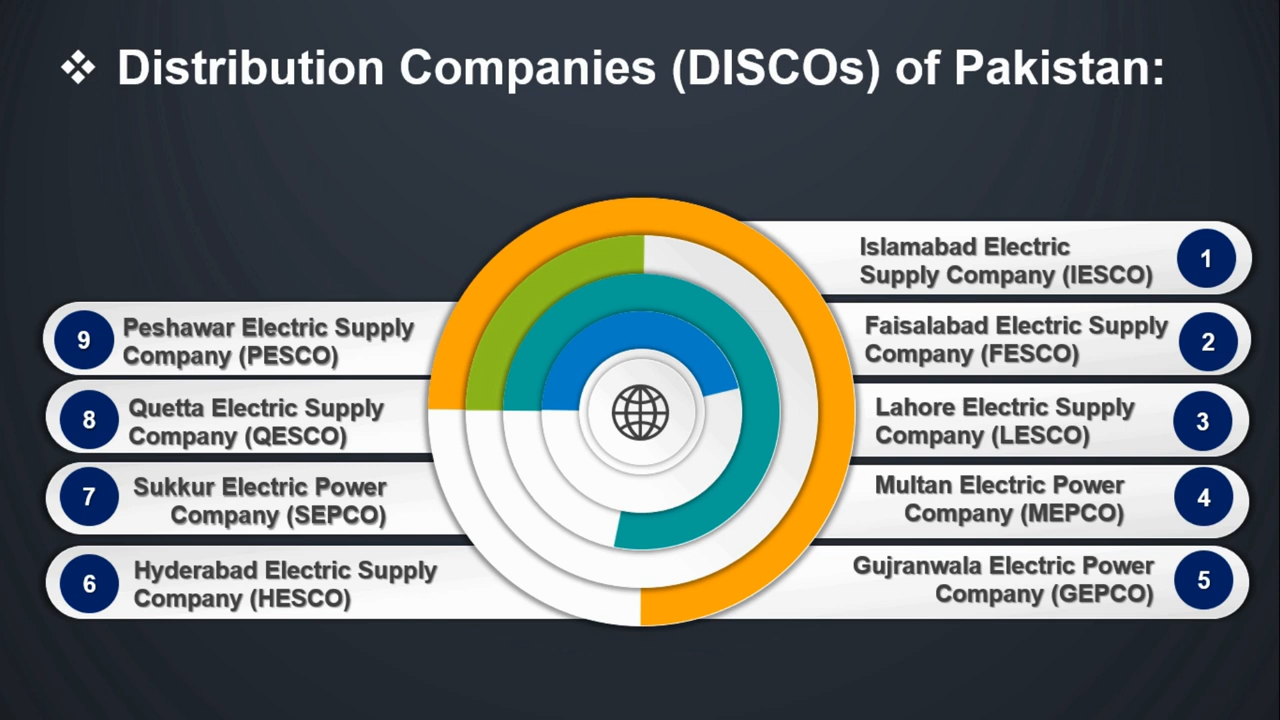 ❖ Distribution Companies (DISCOs) of Pakistan:
Islamabad Electric
Supply Company (IESCO)
1
Faisalabad Electric Supply
Company (FESCO)
2
Lahore Electric Supply
Company (LESCO)
3
Multan Electric Power
Company (MEPCO)
4
Gujranwala Electric Power
Company (GEPCO)
5
6
Hyderabad Electric Supply
Company (HESCO)
7
Sukkur Electric Power
Company (SEPCO)
8
Quetta Electric Supply
Company (QESCO)
9
Peshawar Electric Supply
Company (PESCO)